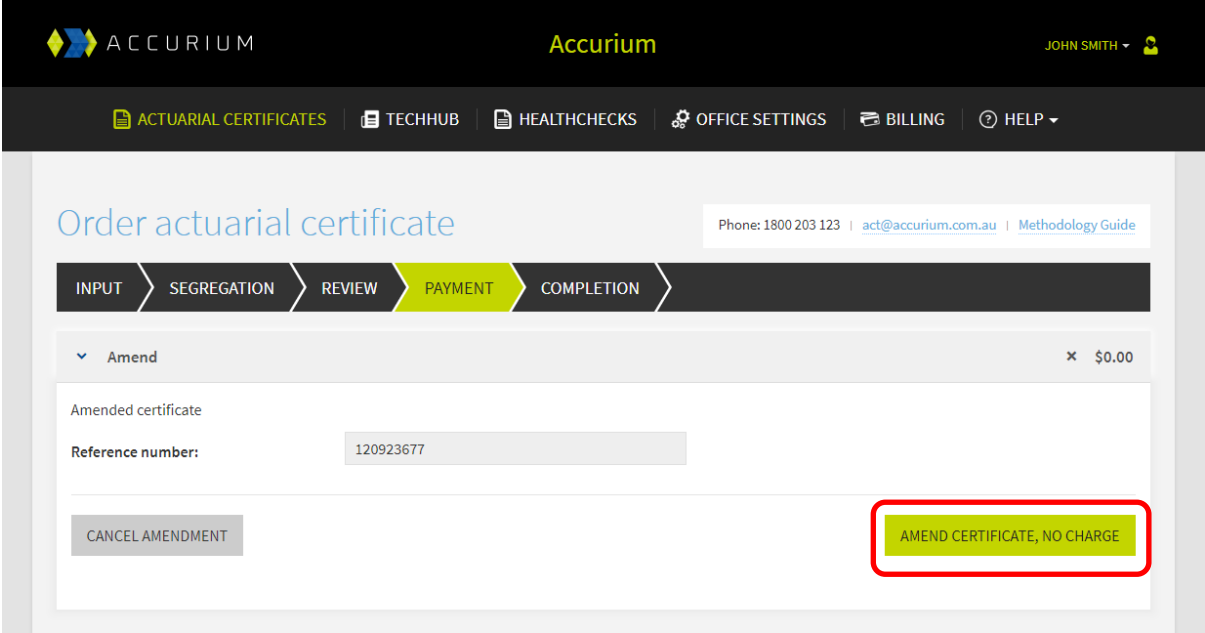 ACCURIUM
Accurium
JOHN SMITH
ACTUARIAL CERTIFICATES
TECHHUB
HEALTHCHECKS
OFFICE SETTINGS
BILLING
HELP
Order actuarial certificate
Phone: 1800 203 123 | act@accurium.com.au | Methodology Guide
INPUT
SEGREGATION
REVIEW
PAYMENT
COMPLETION
Amend
× $0.00
Amended certificate
Reference number: 120923677
CANCEL AMENDMENT
AMEND CERTIFICATE, NO CHARGE